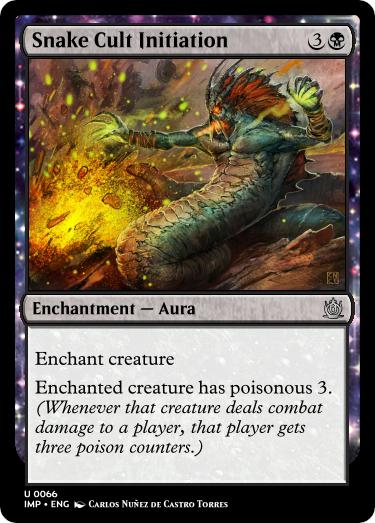 Snake Cult Initiation 3
Enchantment — Aura
Enchant creature
Enchanted creature has poisonous 3.
(Whenever that creature deals combat
damage to a player, that player gets
three poison counters.)
U 0066
IMP • ENG Carlos Nuñez de Castro Torres